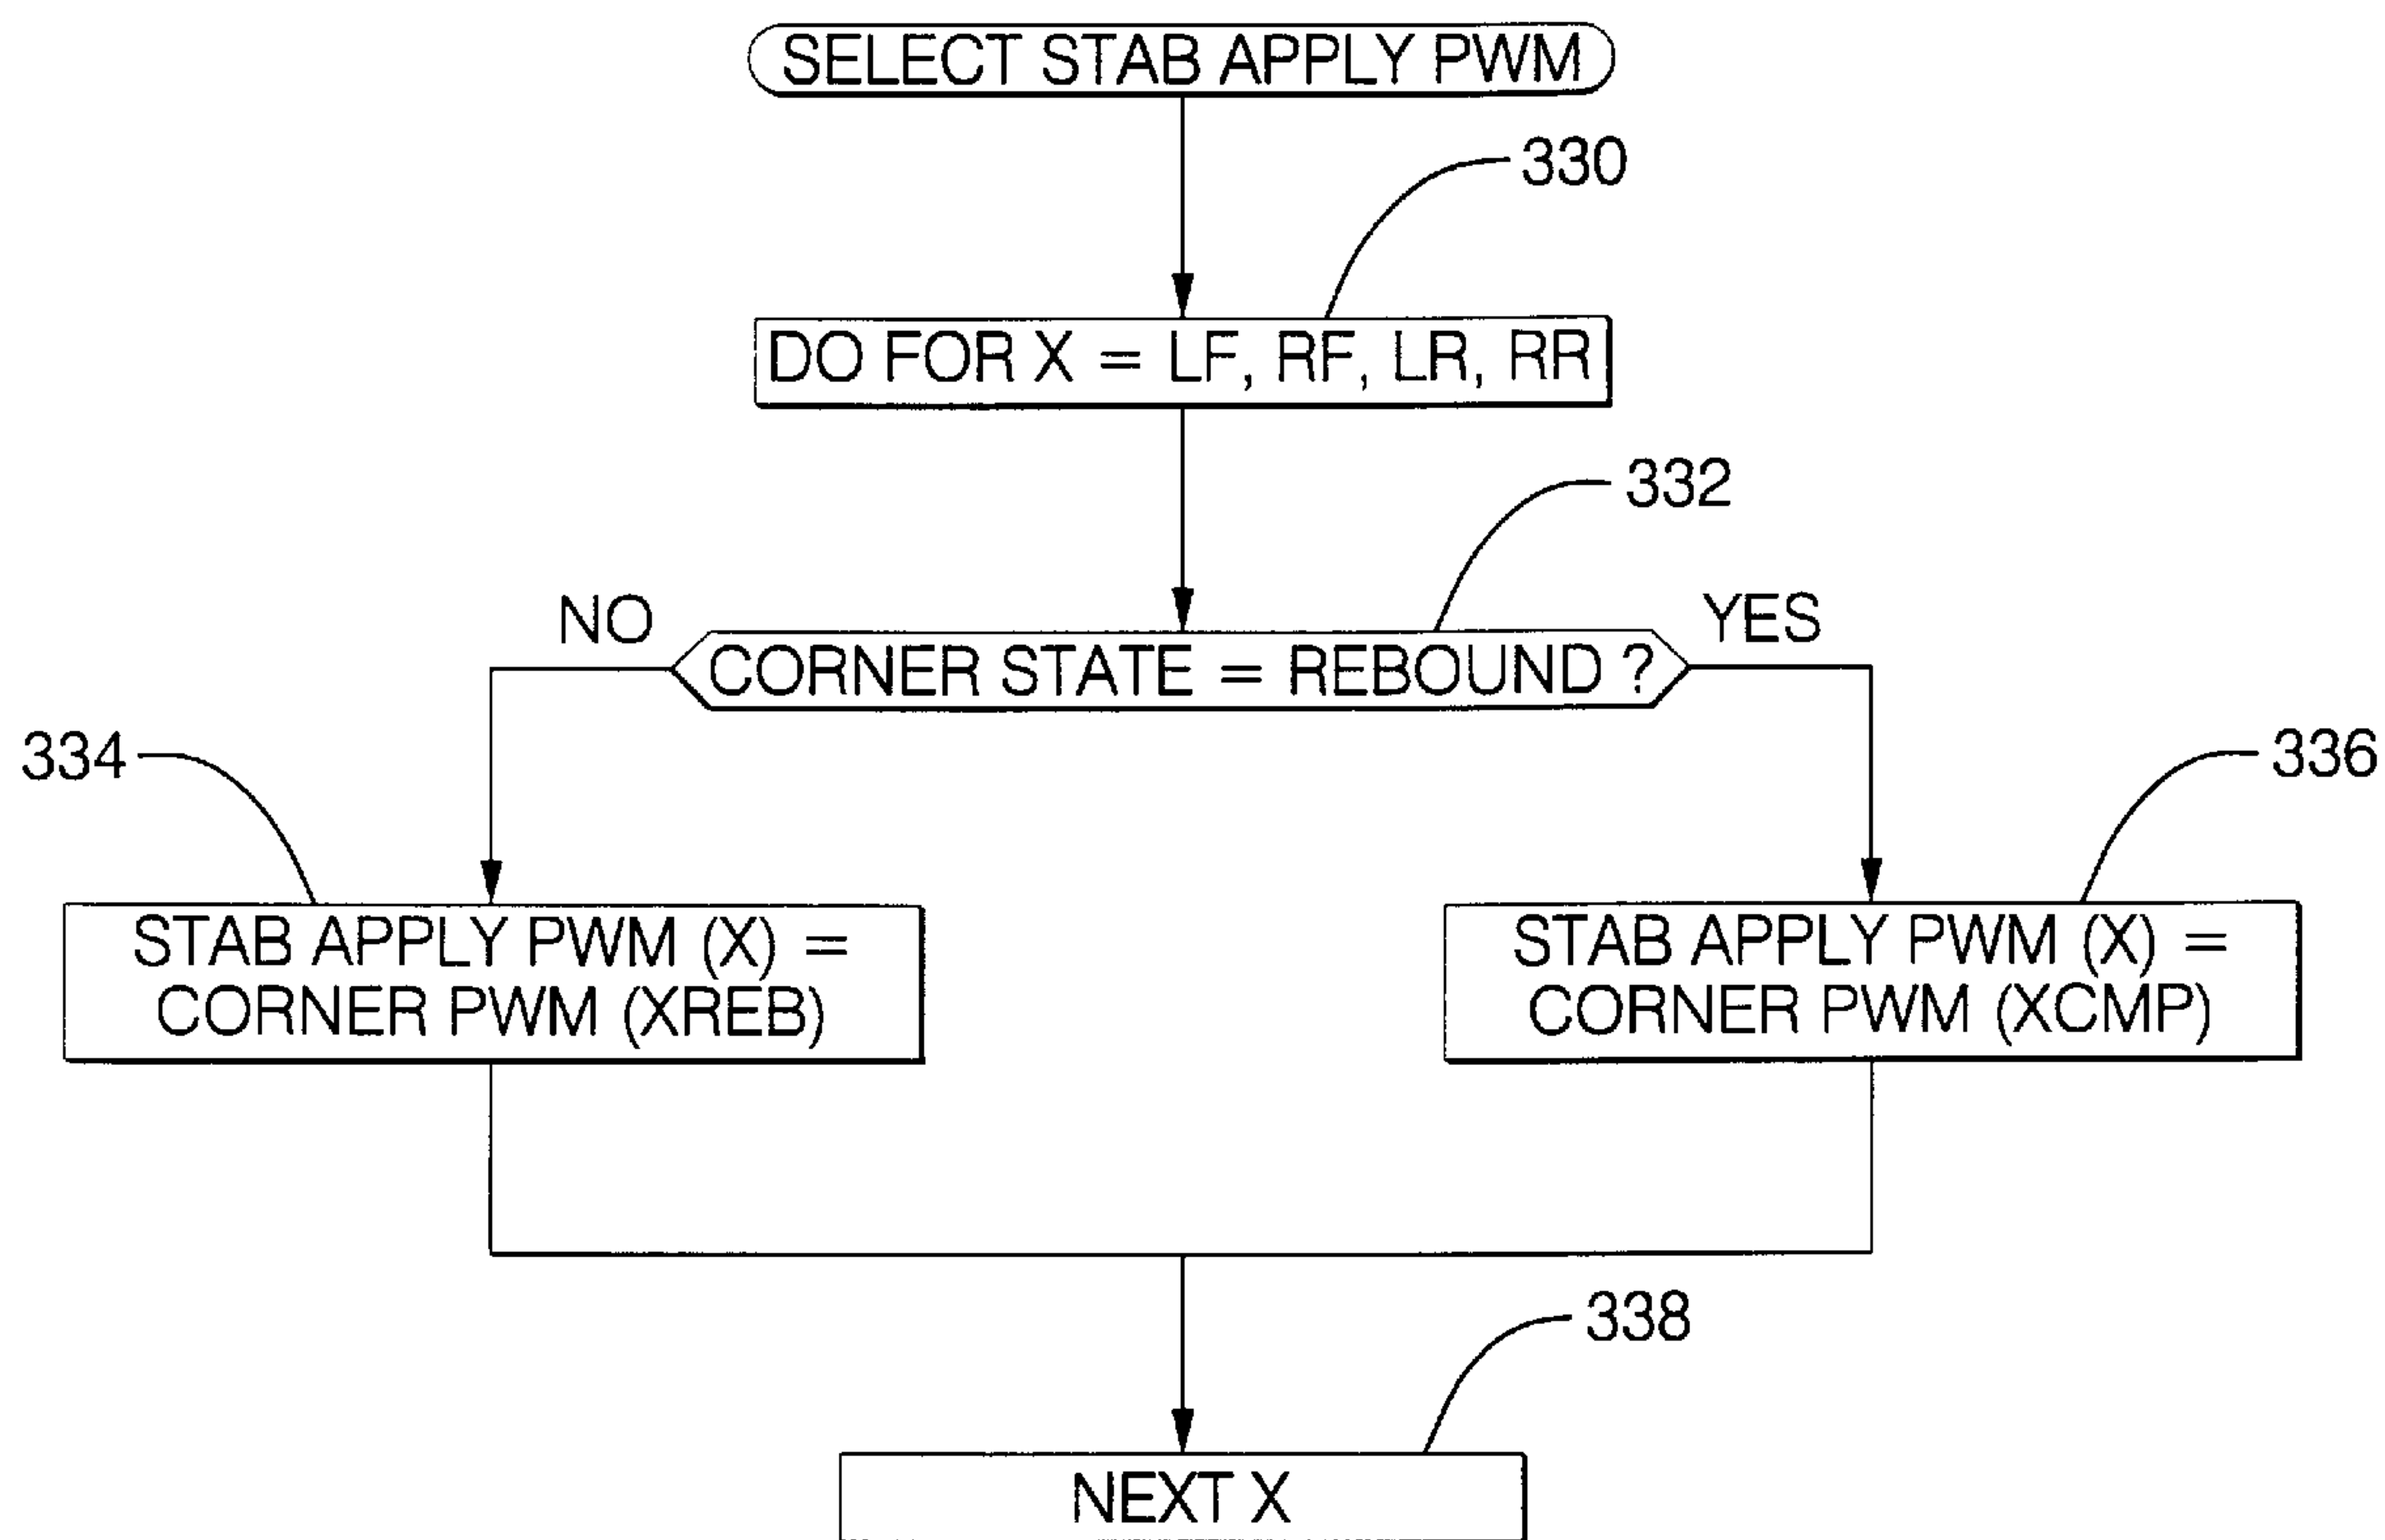 SELECT STAB APPLY PWM
330
DO FOR X = LF, RF, LR, RR
332
NO
YES
CORNER STATE = REBOUND ?
334
336
STAB APPLY PWM (X) =
CORNER PWM (XREB)
STAB APPLY PWM (X) =
CORNER PWM (XCMP)
338
NEXT X